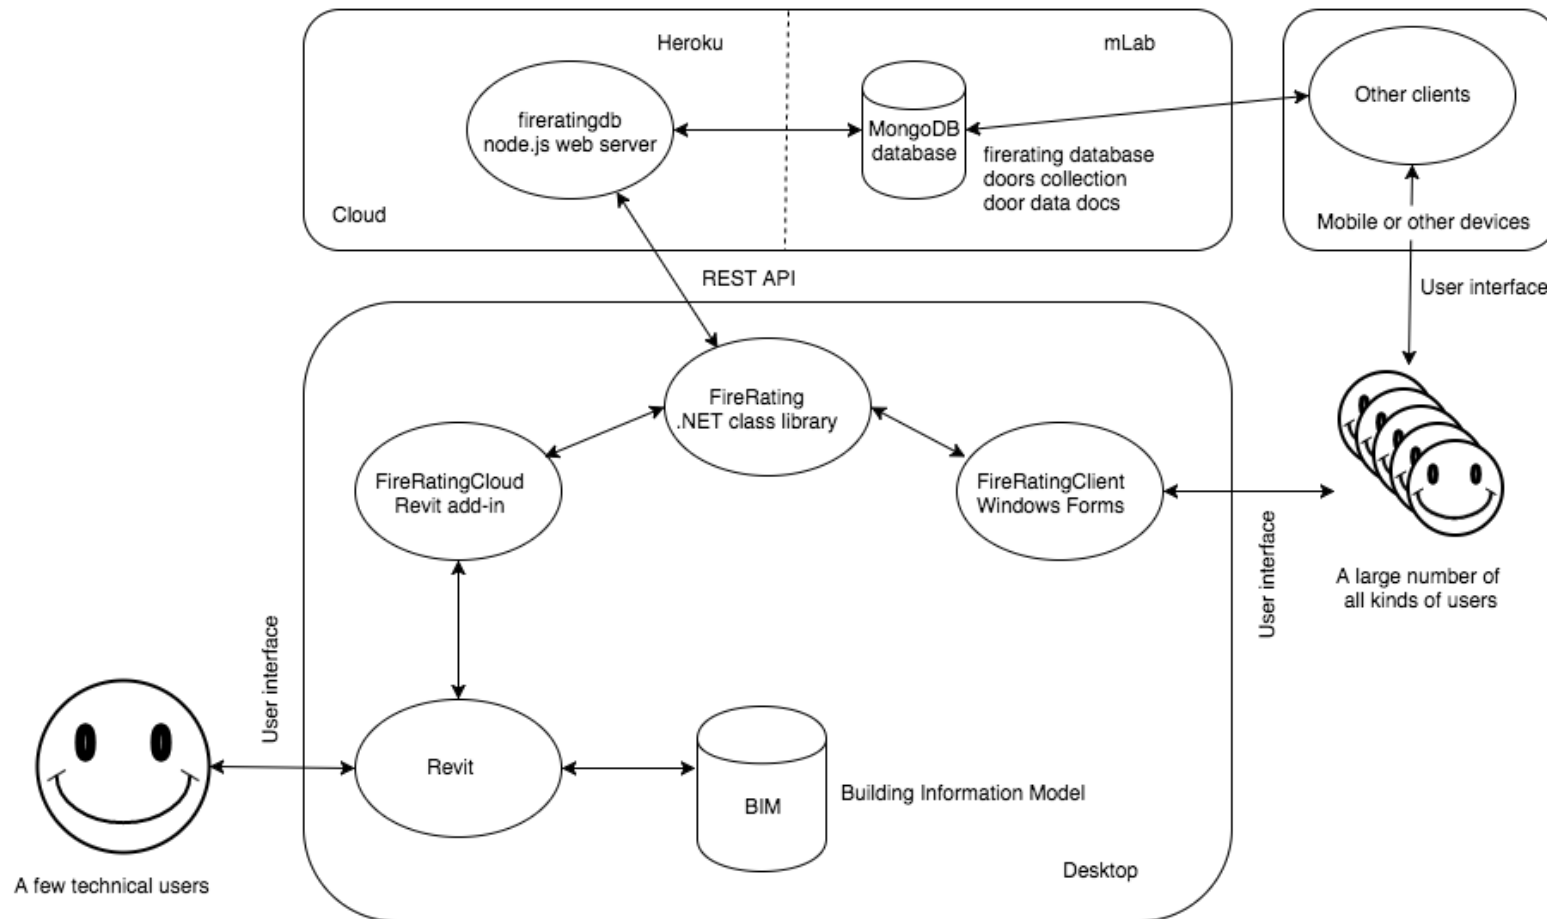 Heroku
mLab
fireratingdb
node.js web server
MongoDB
database
firerating database
doors collection
door data docs
Cloud
Other clients
Mobile or other devices
REST API
User interface
FireRating
.NET class library
FireRatingCloud
Revit add-in
FireRatingClient
Windows Forms
User interface
A large number of
all kinds of users
User interface
Revit
BIM
Building Information Model
Desktop
A few technical users